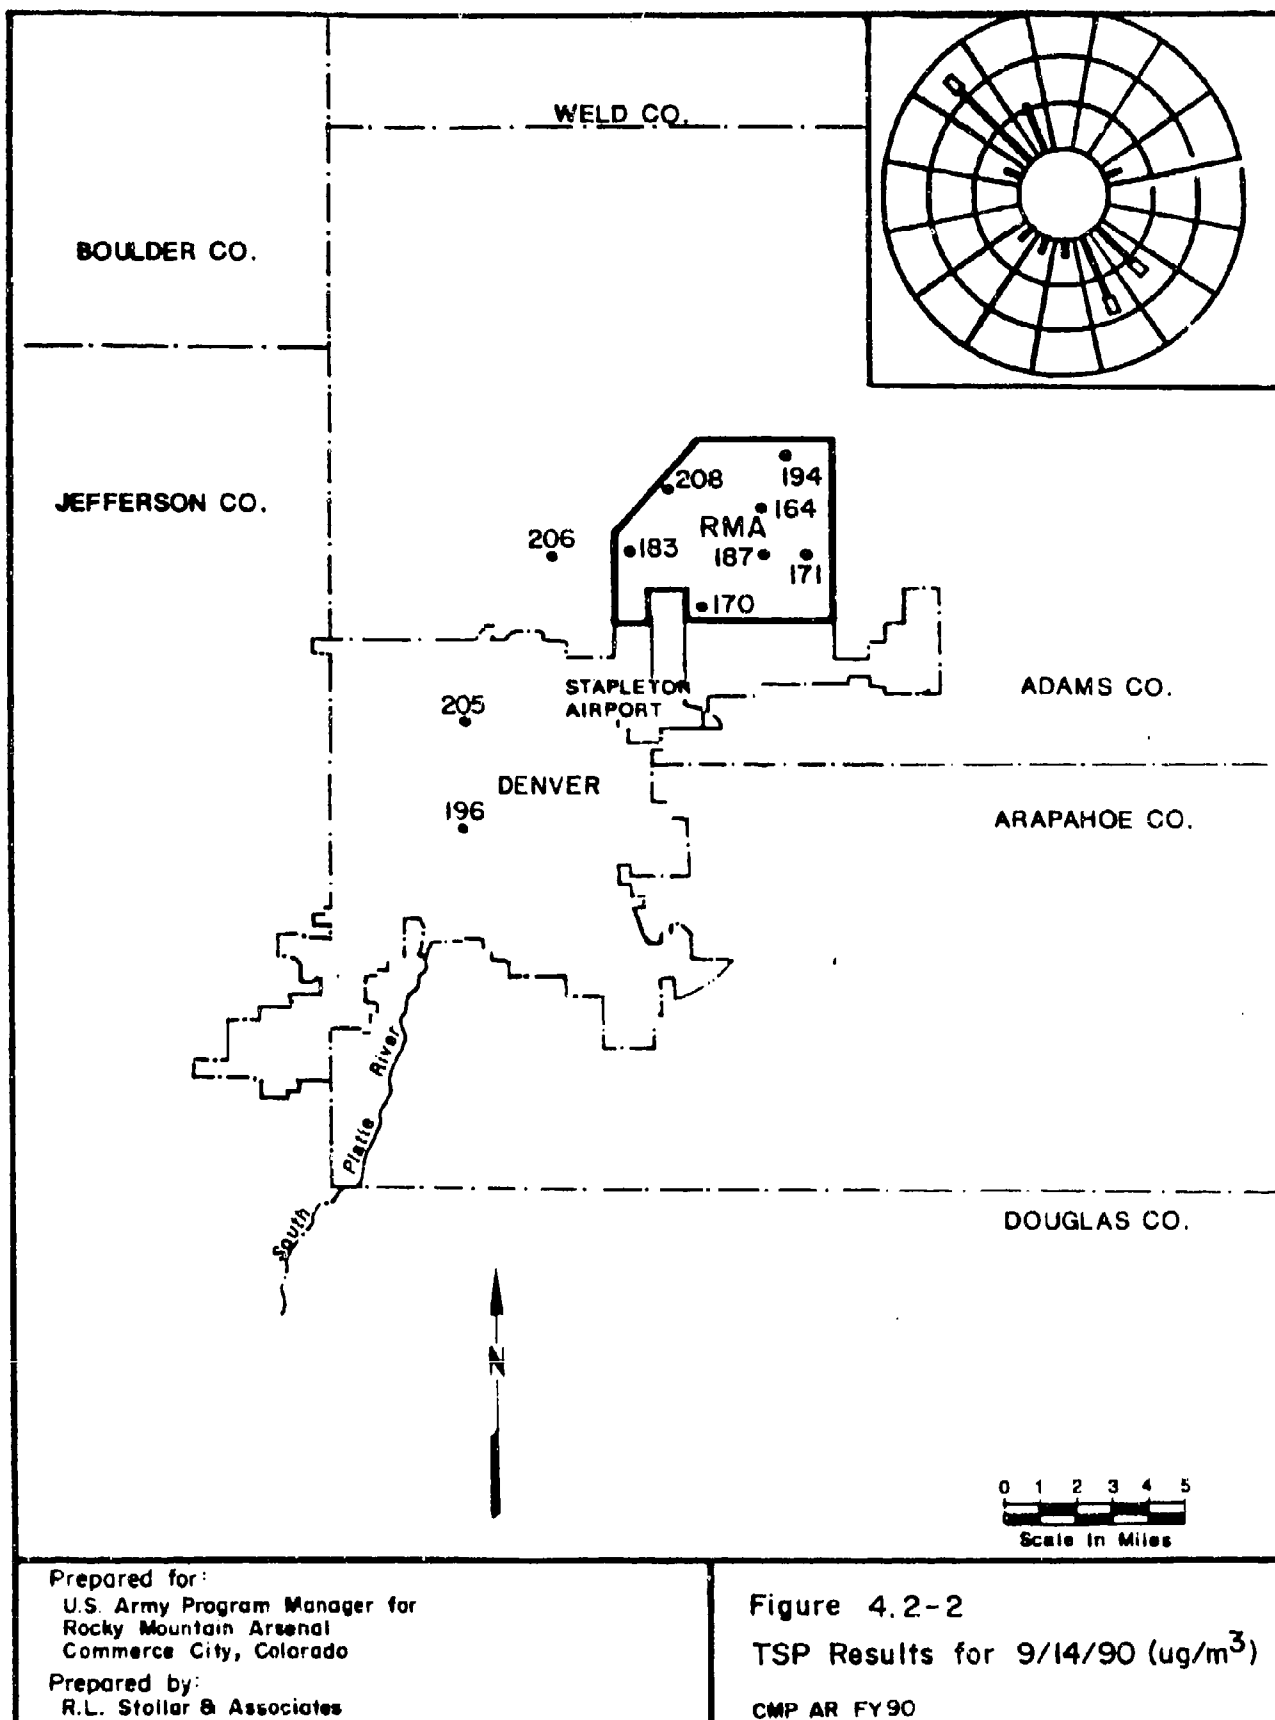 WELD CO.
BOULDER CO.
JEFFERSON CO.
194
208
164
RMA
206
183
187
171
170
STAPLETON
AIRPORT
ADAMS CO.
205
DENVER
196
ARAPAHOE CO.
River
Platte
South
DOUGLAS CO.
N
0 1 2 3 4 5
Scale In Miles
Prepared for:
U.S. Army Program Manager for
Rocky Mountain Arsenal
Commerce City, Colorado
Prepared by:
R.L. Stollar & Associates
Figure 4.2-2
TSP Results for 9/14/90 (ug/m³)
CMP AR FY90